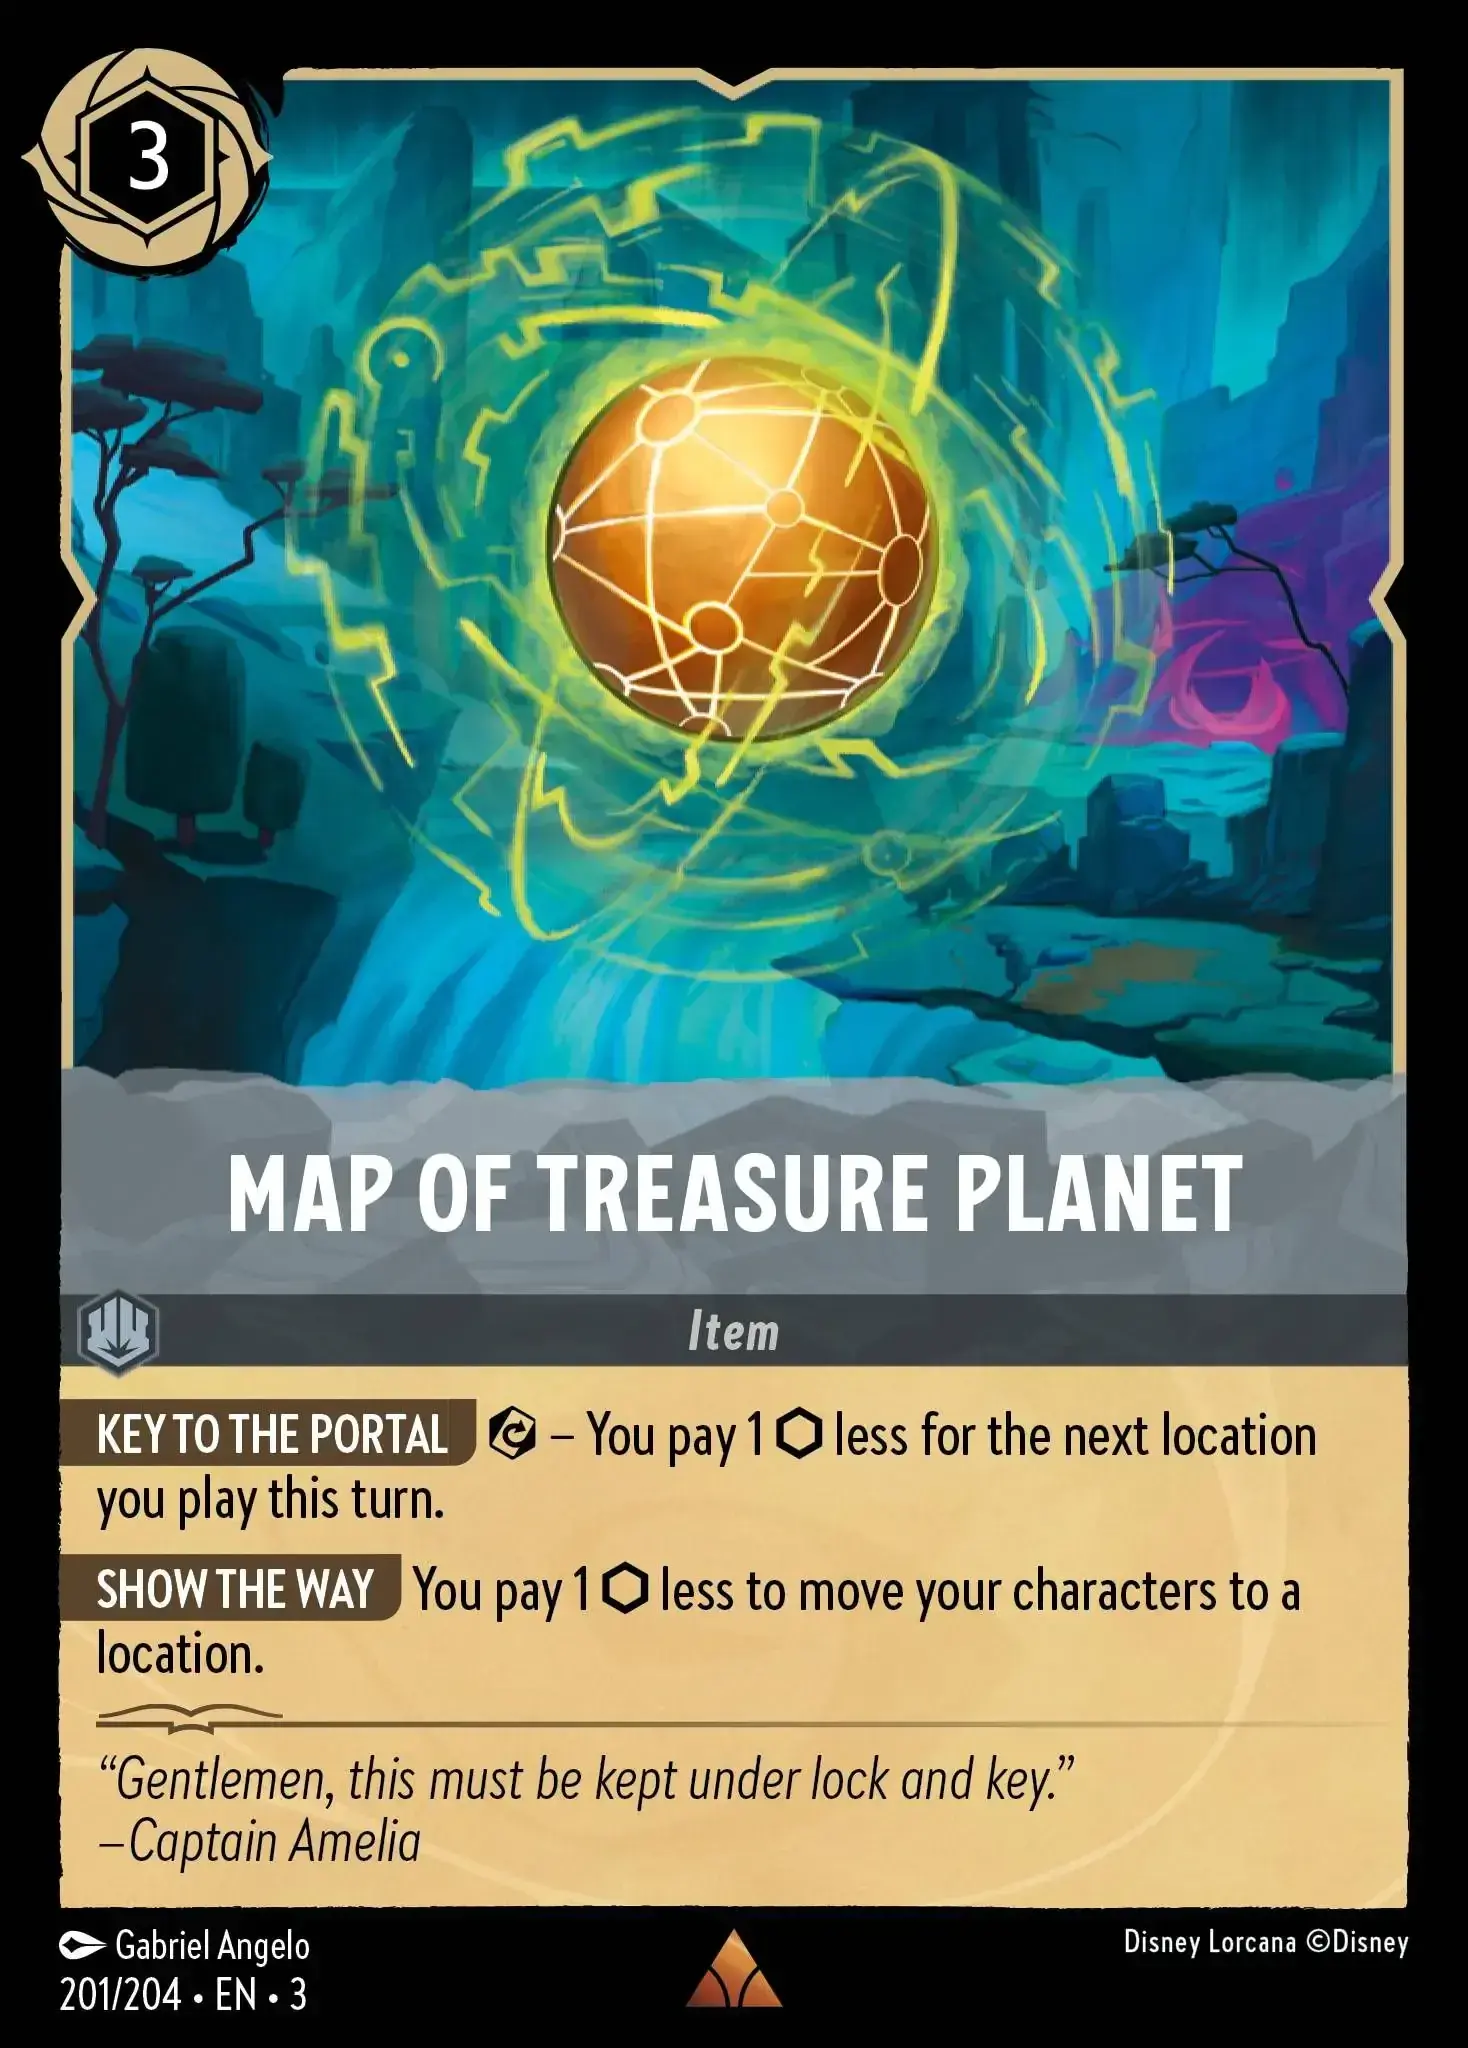 3
MAP OF TREASURE PLANET
Item
KEY TO THE PORTAL – You pay 1 less for the next location
you play this turn.
SHOW THE WAY You pay 1 less to move your characters to a
location.
“Gentlemen, this must be kept under lock and key.”
–Captain Amelia
Gabriel Angelo
Disney Lorcana ©Disney
201/204 • EN • 3